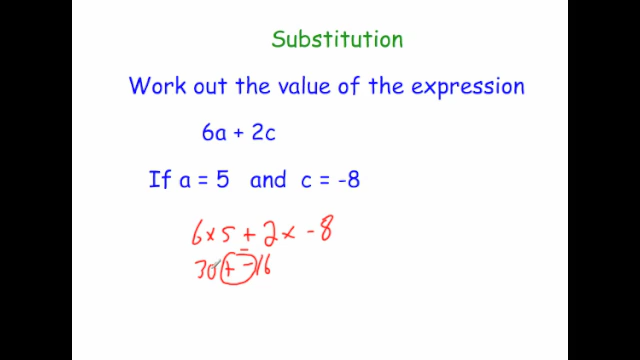 Substitution
Work out the value of the expression
6a + 2c
If a = 5 and c = -8
6 × 5 + 2 × -8
30 + -16